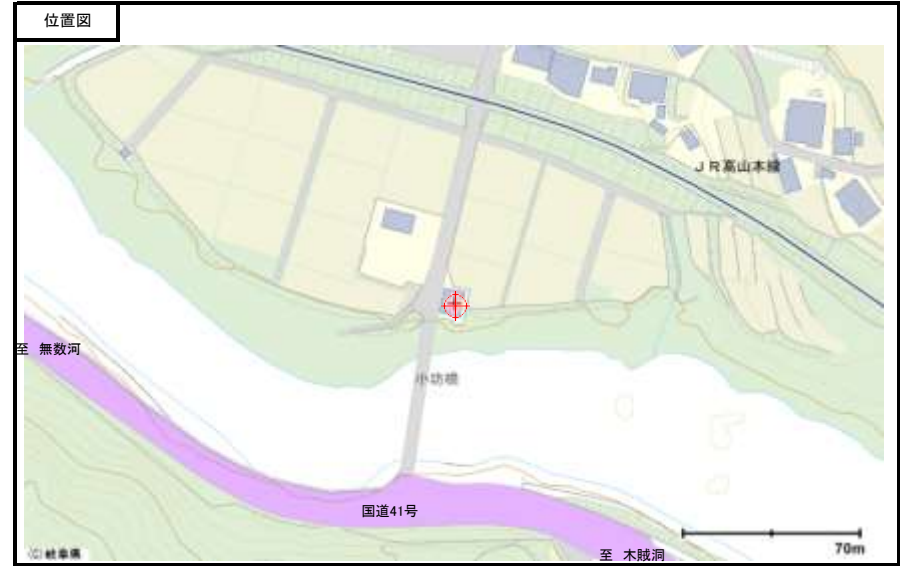 位置図
JR高山本線
至 無数河
小坊橋
国道41号
70m
至 木賊洞
(C)岐阜県